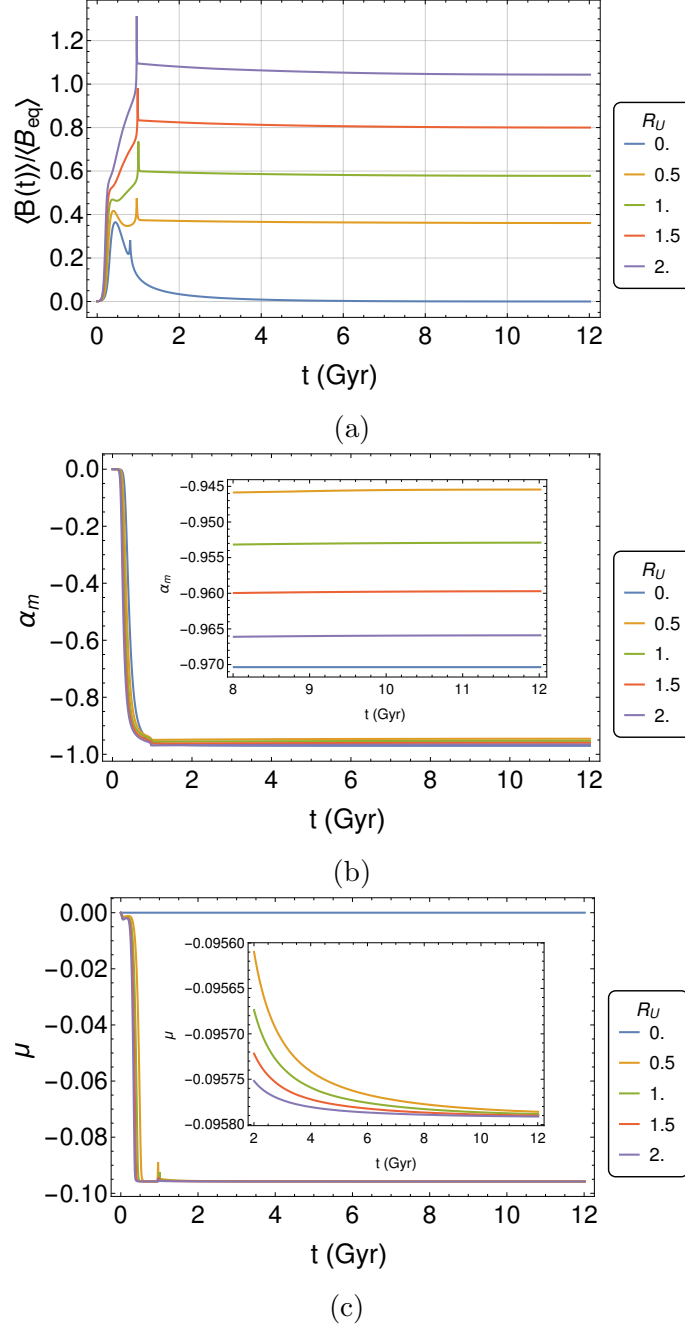 1.2
1.0
0.8
0.6
0.4
0.2
0.0
⟨B(t)⟩/⟨B_eq⟩
0 2 4 6 8 10 12
t (Gyr)
R_U
0.
0.5
1.
1.5
2.
(a)
0.0
−0.2
−0.4
−0.6
−0.8
−1.0
α_m
0 2 4 6 8 10 12
t (Gyr)
−0.945
−0.950
−0.955
−0.960
−0.965
−0.970
α_m
8 9 10 11 12
t (Gyr)
R_U
0.
0.5
1.
1.5
2.
(b)
0.00
−0.02
−0.04
−0.06
−0.08
−0.10
μ
0 2 4 6 8 10 12
t (Gyr)
−0.09560
−0.09565
−0.09570
−0.09575
−0.09580
μ
2 4 6 8 10 12
t (Gyr)
R_U
0.
0.5
1.
1.5
2.
(c)